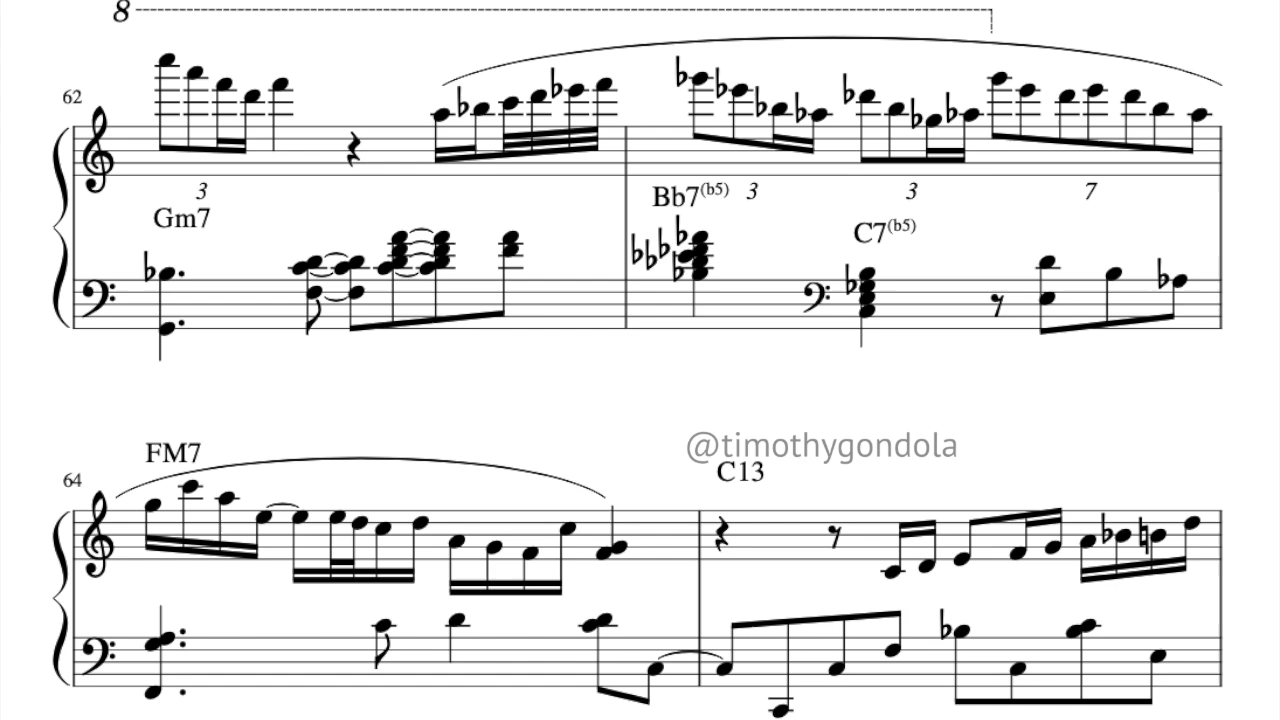 8
62
3
3
3
7
Gm7
Bb7(b5)
C7(b5)
@timothygondola
64
FM7
C13